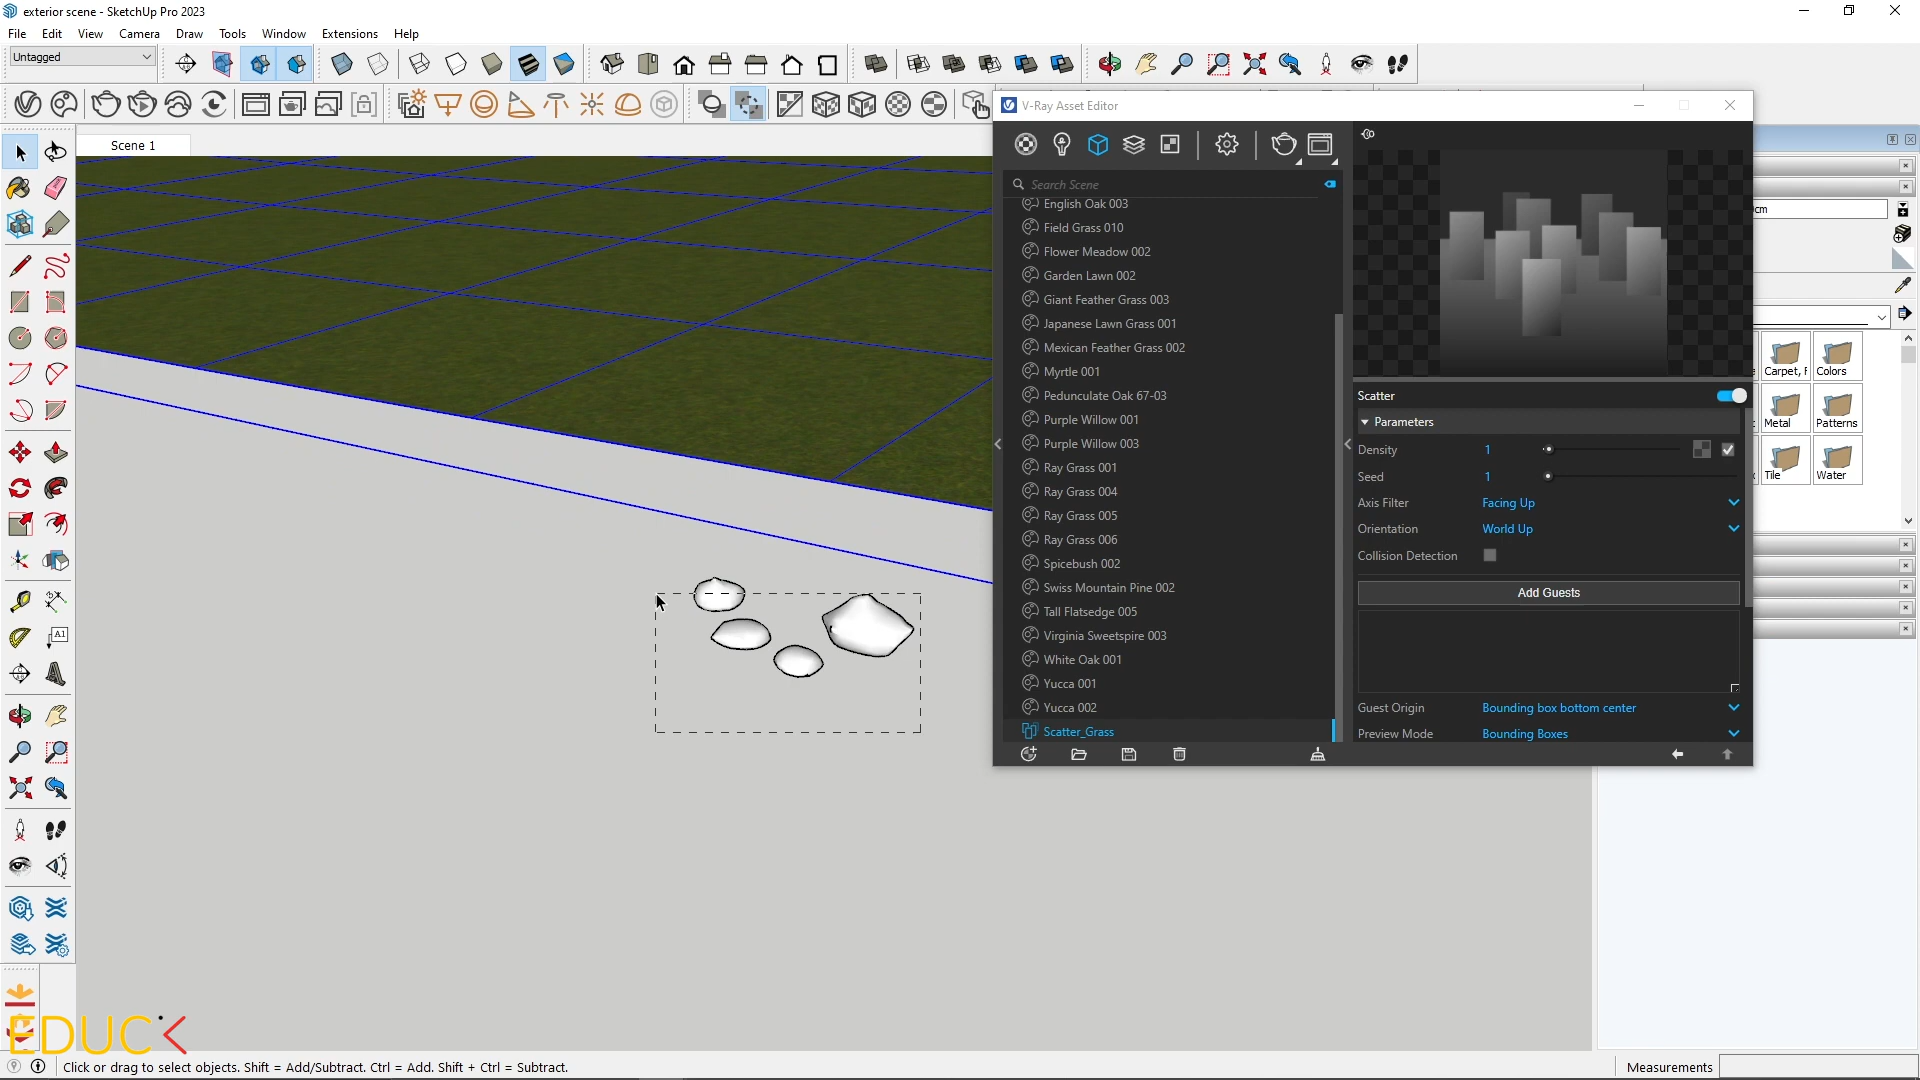 exterior scene - SketchUp Pro 2023
File Edit View Camera Draw Tools Window Extensions Help
Untagged
Scene 1
V-Ray Asset Editor
Search Scene
English Oak 003
Field Grass 010
Flower Meadow 002
Garden Lawn 002
Giant Feather Grass 003
Japanese Lawn Grass 001
Mexican Feather Grass 002
Myrtle 001
Pedunculate Oak 67-03
Purple Willow 001
Purple Willow 003
Ray Grass 001
Ray Grass 004
Ray Grass 005
Ray Grass 006
Spicebush 002
Swiss Mountain Pine 002
Tall Flatsedge 005
Virginia Sweetspire 003
White Oak 001
Yucca 001
Yucca 002
Scatter_Grass
Scatter
Parameters
Density 1
Seed 1
Axis Filter Facing Up
Orientation World Up
Collision Detection
Add Guests
Guest Origin Bounding box bottom center
Preview Mode Bounding Boxes
cm
Carpet, F Colors
Metal Patterns
Tile Water
A1
EDUC
Click or drag to select objects. Shift = Add/Subtract. Ctrl = Add. Shift + Ctrl = Subtract.
Measurements